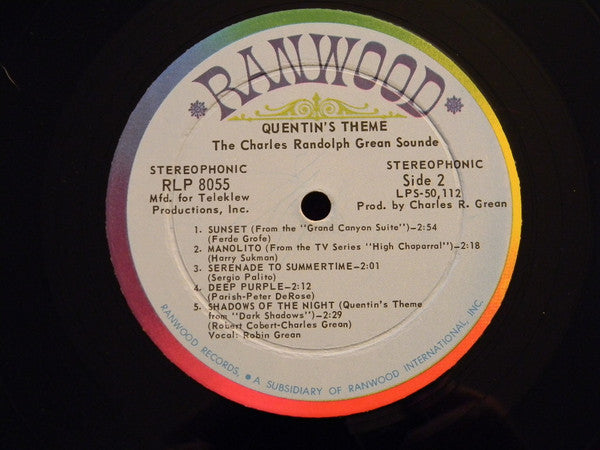 RANWOOD
QUENTIN'S THEME
The Charles Randolph Grean Sounde
STEREOPHONIC
RLP 8055
Mfd. for Teleklew
Productions, Inc.
STEREOPHONIC
Side 2
LPS-50,112
Prod. by Charles R. Grean
1. SUNSET (From the "Grand Canyon Suite")—2:54
(Ferde Grofe)
2. MANOLITO (From the TV Series "High Chaparral")—2:18
(Harry Sukman)
3. SERENADE TO SUMMERTIME—2:01
(Sergio Palito)
4. DEEP PURPLE—2:12
(Parish-Peter DeRose)
5. SHADOWS OF THE NIGHT (Quentin's Theme
from "Dark Shadows")—2:29
(Robert Cobert-Charles Grean)
Vocal: Robin Grean
RANWOOD RECORDS, • A SUBSIDIARY OF RANWOOD INTERNATIONAL, INC.